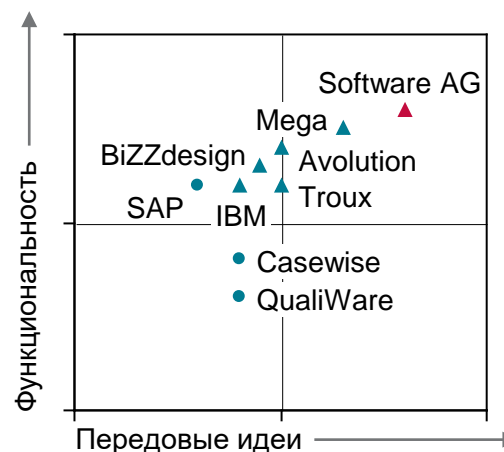 Функциональность
Software AG
Mega
BiZZdesign
Avolution
SAP
IBM
Troux
Casewise
QualiWare
Передовые идеи